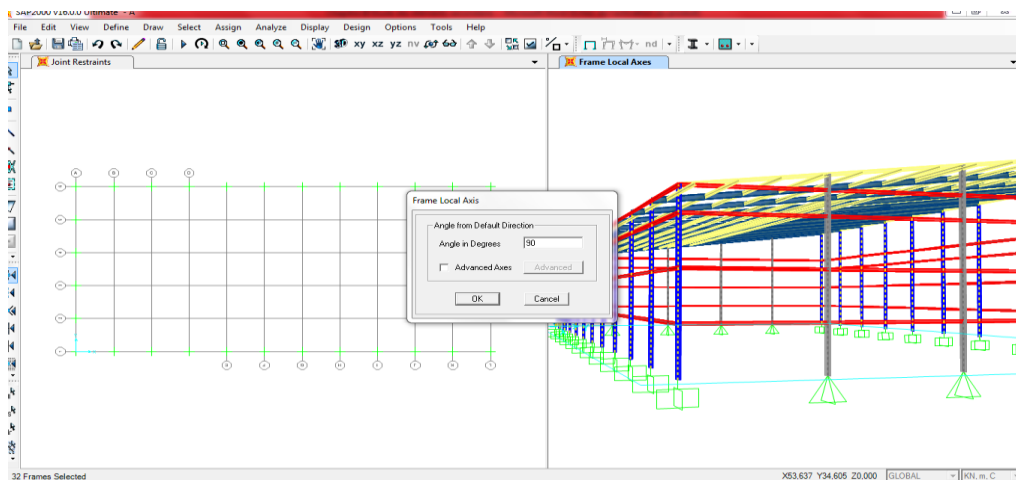 SAP2000 v16.0.0 Ultimate - A
File Edit View Define Draw Select Assign Analyze Display Design Options Tools Help
xy xz yz nv nd
Joint Restraints
Frame Local Axes
A B C D
Frame Local Axis
Angle from Default Direction
Angle in Degrees 90
Advanced Axes Advanced
OK Cancel
32 Frames Selected
X53,637 Y34,605 Z0,000 GLOBAL KN, m, C